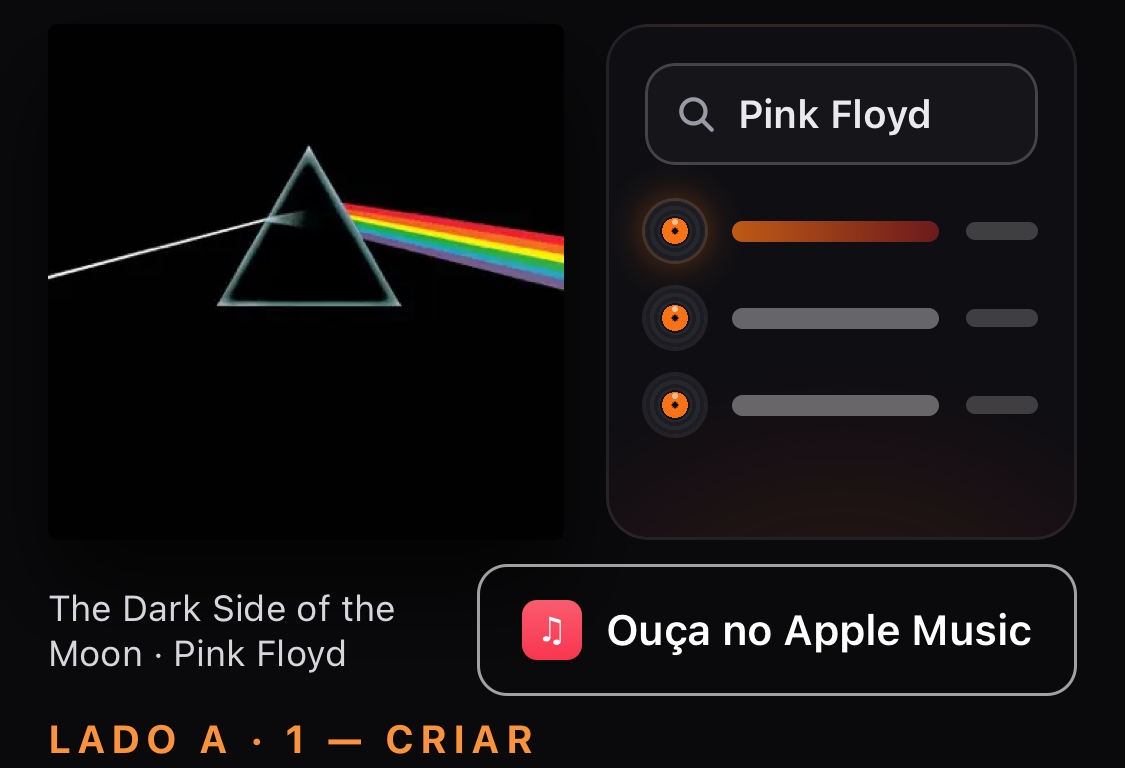 Pink Floyd
The Dark Side of the
Moon · Pink Floyd
Ouça no Apple Music
LADO A · 1 — CRIAR